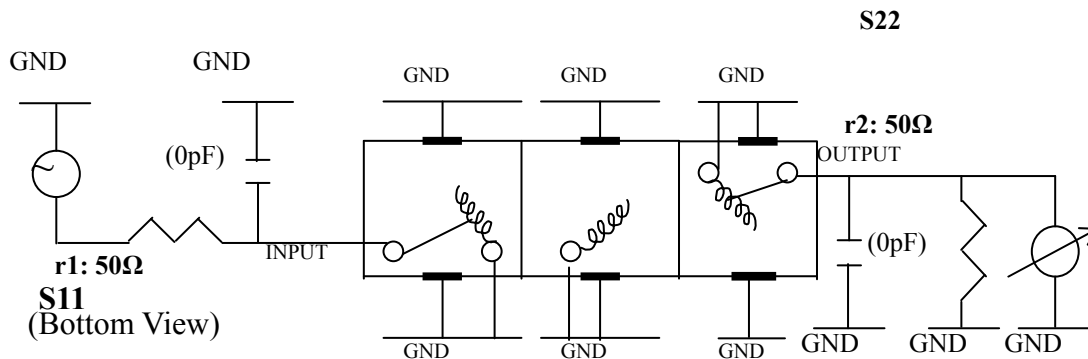 S22
GND
GND
GND
GND
GND
r2: 50Ω
(0pF)
OUTPUT
INPUT
(0pF)
r1: 50Ω
S11
(Bottom View)
GND
GND
GND
GND
GND
GND